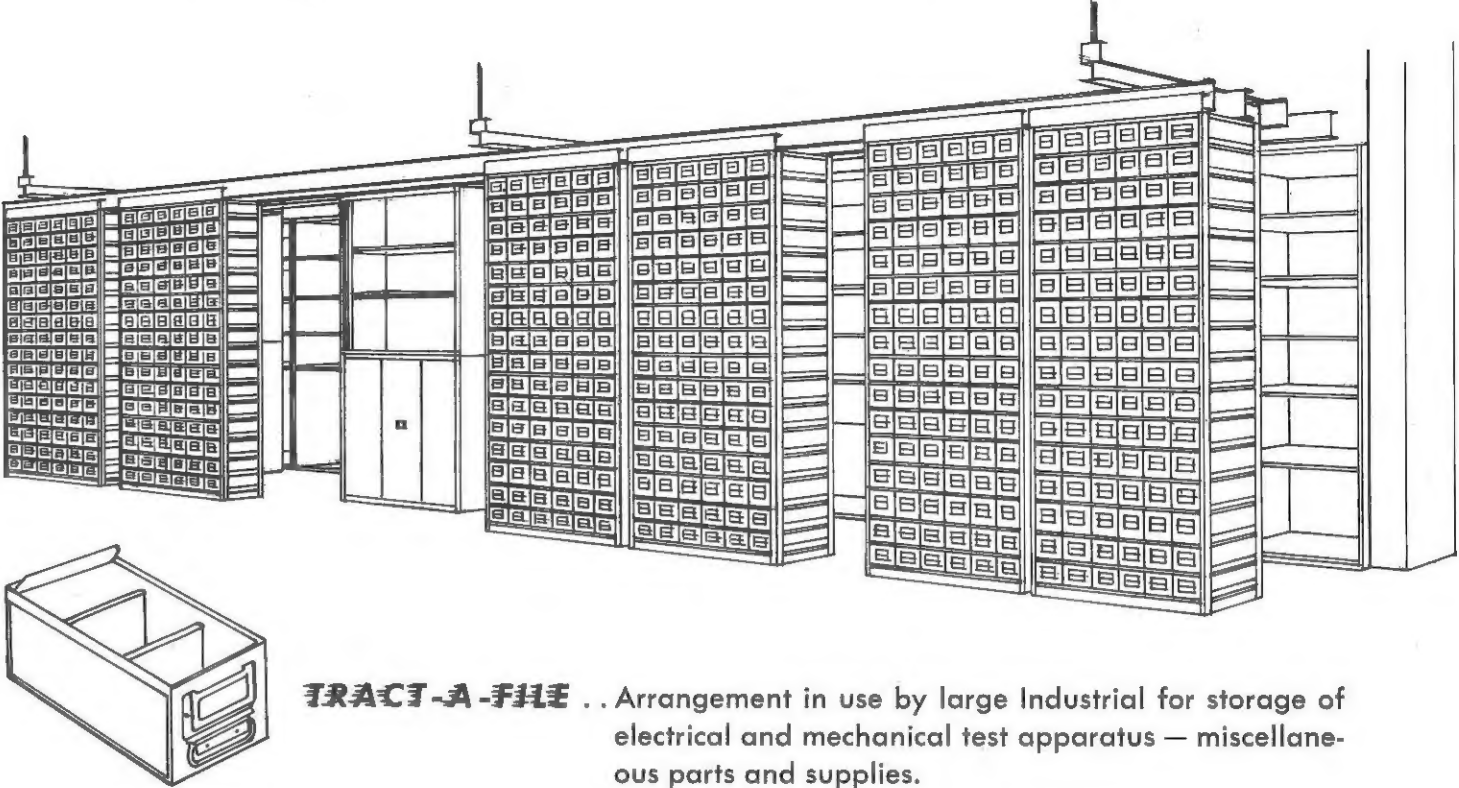 TRACT-A-FILE . . Arrangement in use by large Industrial for storage of
electrical and mechanical test apparatus — miscellane-
ous parts and supplies.